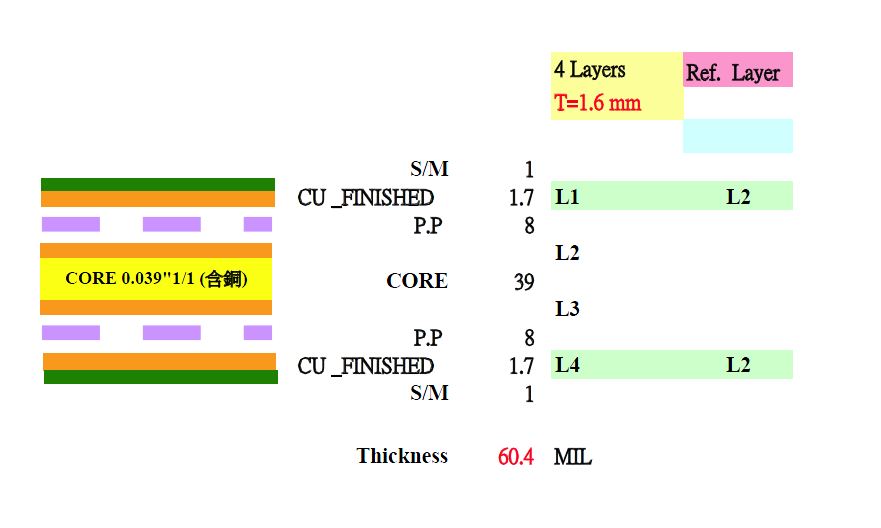 4 Layers Ref. Layer
T=1.6 mm
S/M 1
CU _FINISHED 1.7 L1 L2
P.P 8
L2
CORE 0.039"1/1 (含銅) CORE 39
L3
P.P 8
CU _FINISHED 1.7 L4 L2
S/M 1
Thickness 60.4 MIL